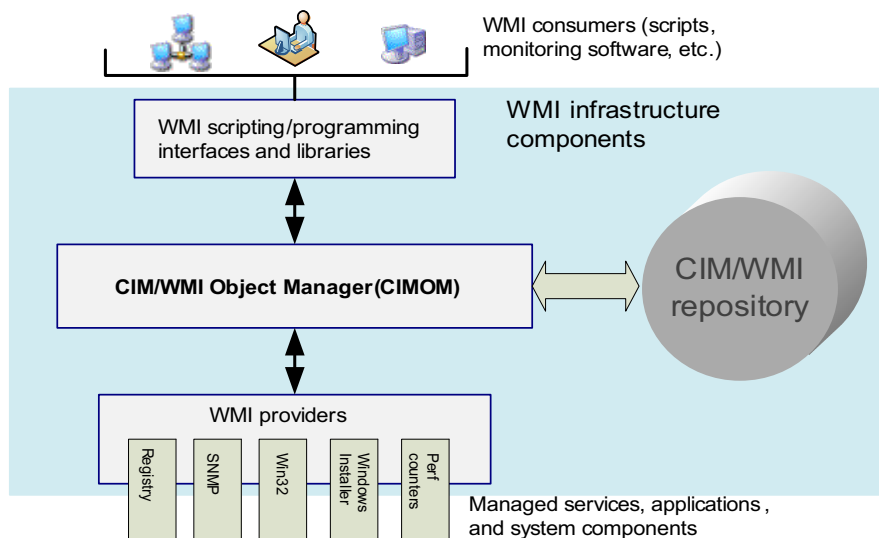 WMI consumers (scripts,
monitoring software, etc.)
WMI infrastructure
components
WMI scripting/programming
interfaces and libraries
CIM/WMI Object Manager(CIMOM)
CIM/WMI
repository
WMI providers
Registry
SNMP
Win32
Windows
Installer
Perf
counters
Managed services, applications,
and system components